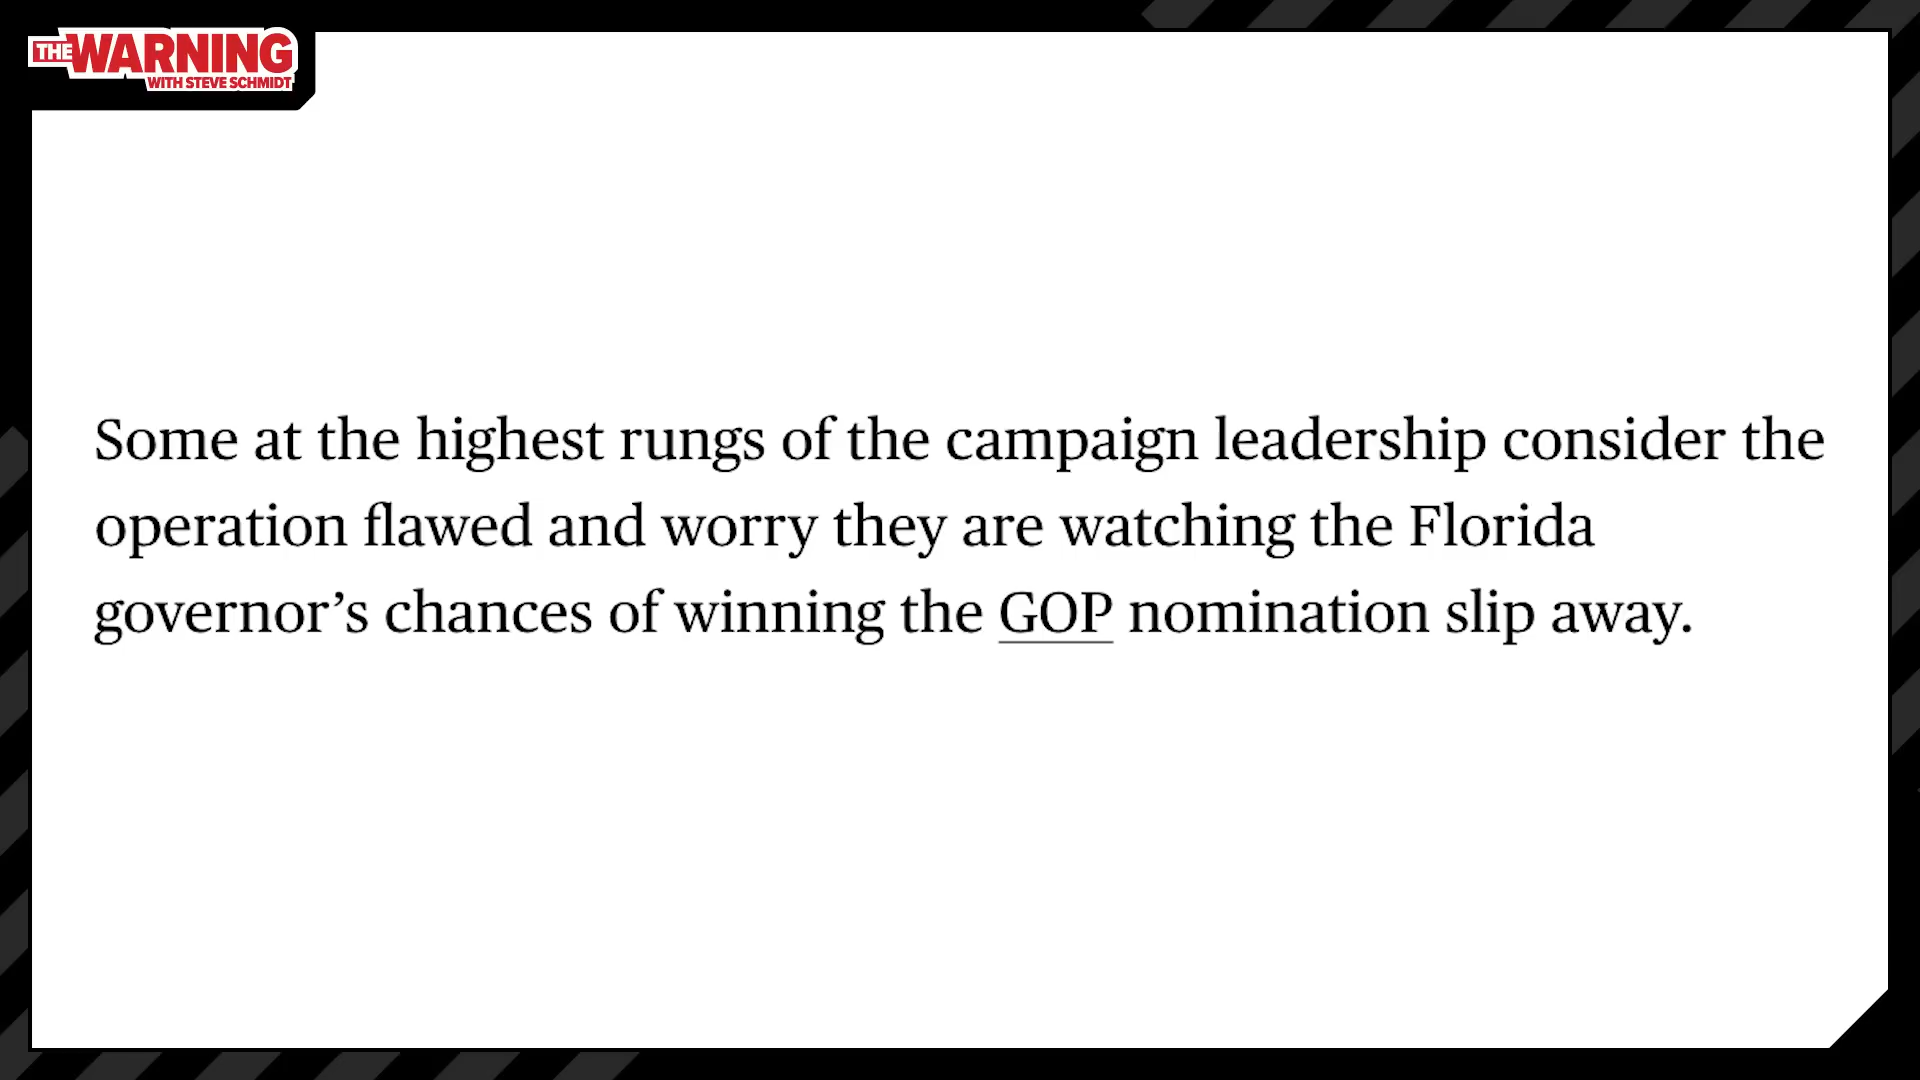 THE WARNING
WITH STEVE SCHMIDT
Some at the highest rungs of the campaign leadership consider the
operation flawed and worry they are watching the Florida
governor’s chances of winning the GOP nomination slip away.